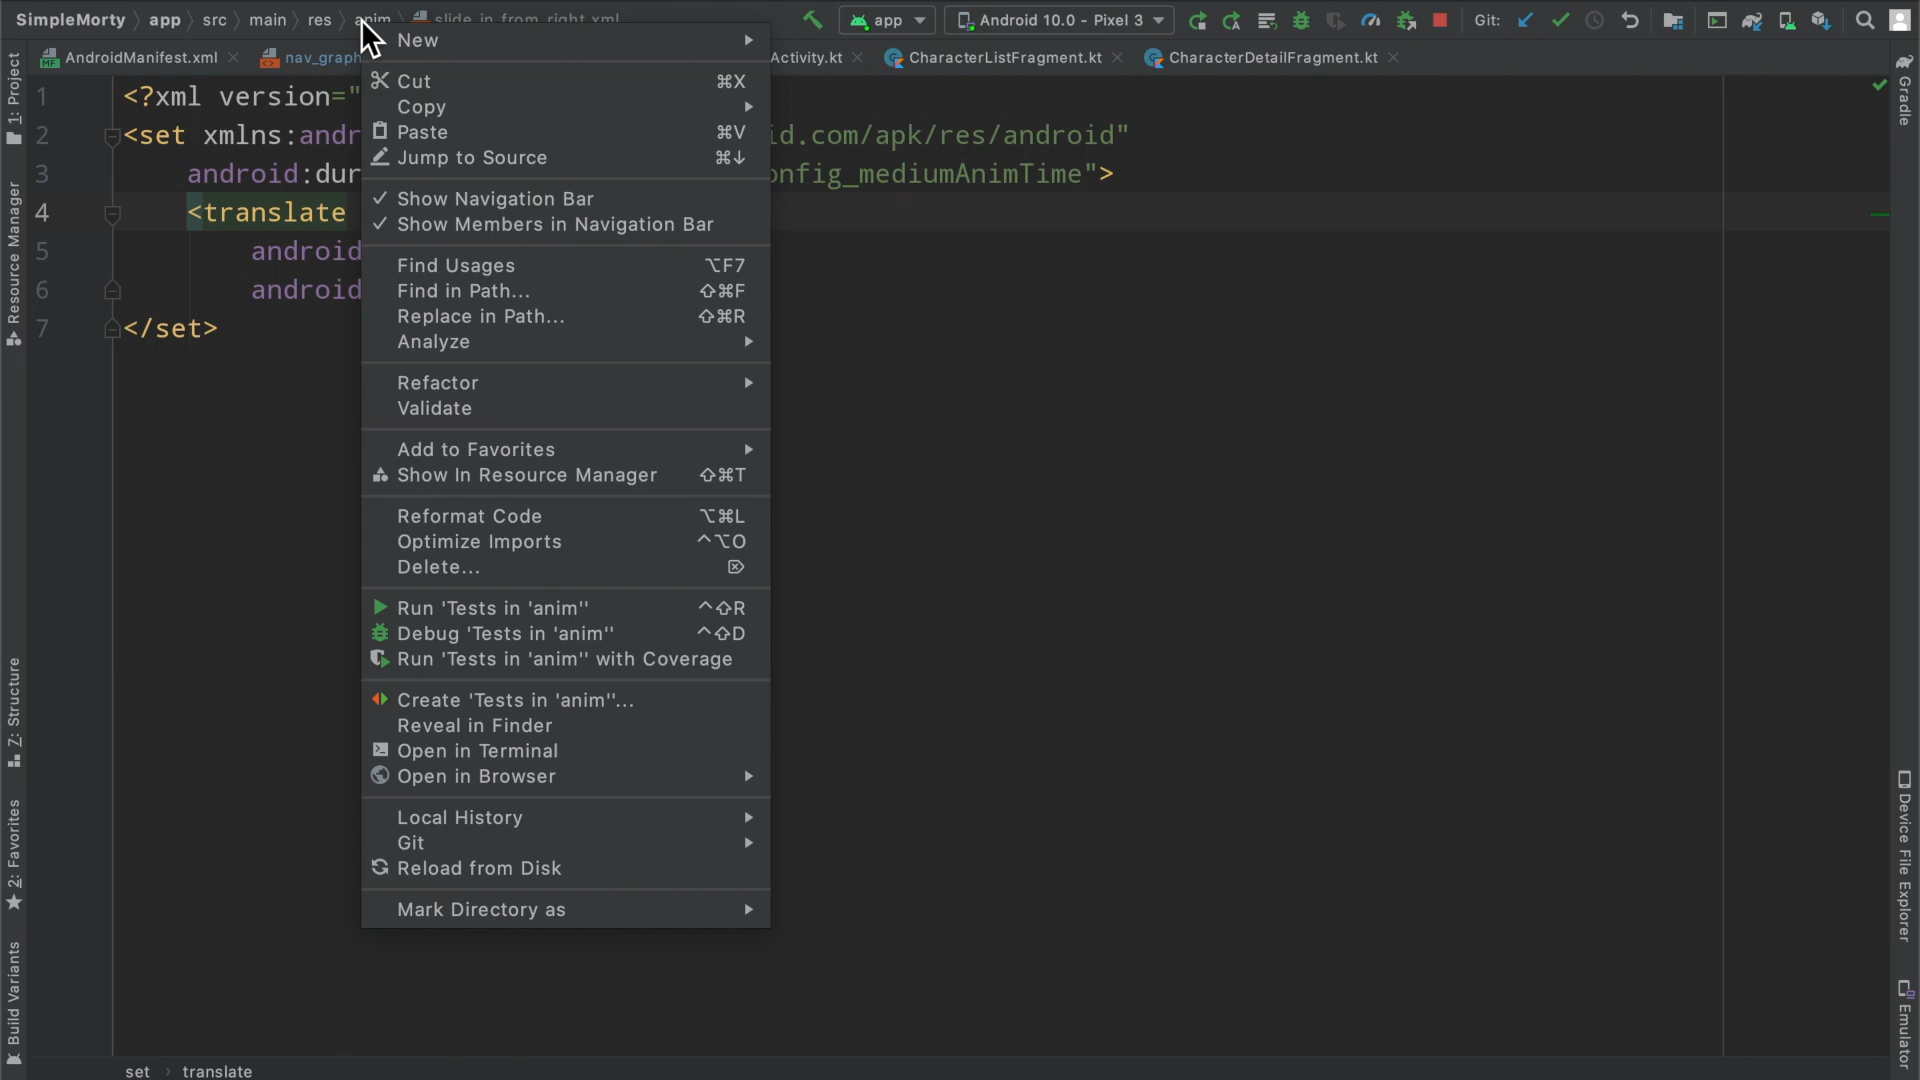 SimpleMorty app src main res anim slide_in_from_right.xml app Android 10.0 - Pixel 3 Git:
AndroidManifest.xml nav_graph Activity.kt CharacterListFragment.kt CharacterDetailFragment.kt
1 <?xml version="
2 <set xmlns:andr id.com/apk/res/android"
3 android:dur onfig_mediumAnimTime">
4 <translate
5 android
6 android
7 </set>
New
Cut ⌘X
Copy
Paste ⌘V
Jump to Source ⌘↓
✓ Show Navigation Bar
✓ Show Members in Navigation Bar
Find Usages ⌥F7
Find in Path... ⇧⌘F
Replace in Path... ⇧⌘R
Analyze
Refactor
Validate
Add to Favorites
Show In Resource Manager ⇧⌘T
Reformat Code ⌥⌘L
Optimize Imports ^⌥O
Delete... ⌦
Run 'Tests in 'anim'' ^⇧R
Debug 'Tests in 'anim'' ^⇧D
Run 'Tests in 'anim'' with Coverage
Create 'Tests in 'anim''...
Reveal in Finder
Open in Terminal
Open in Browser
Local History
Git
Reload from Disk
Mark Directory as
1: Project
Resource Manager
Z: Structure
2: Favorites
Build Variants
Gradle
Device File Explorer
Emulator
set translate